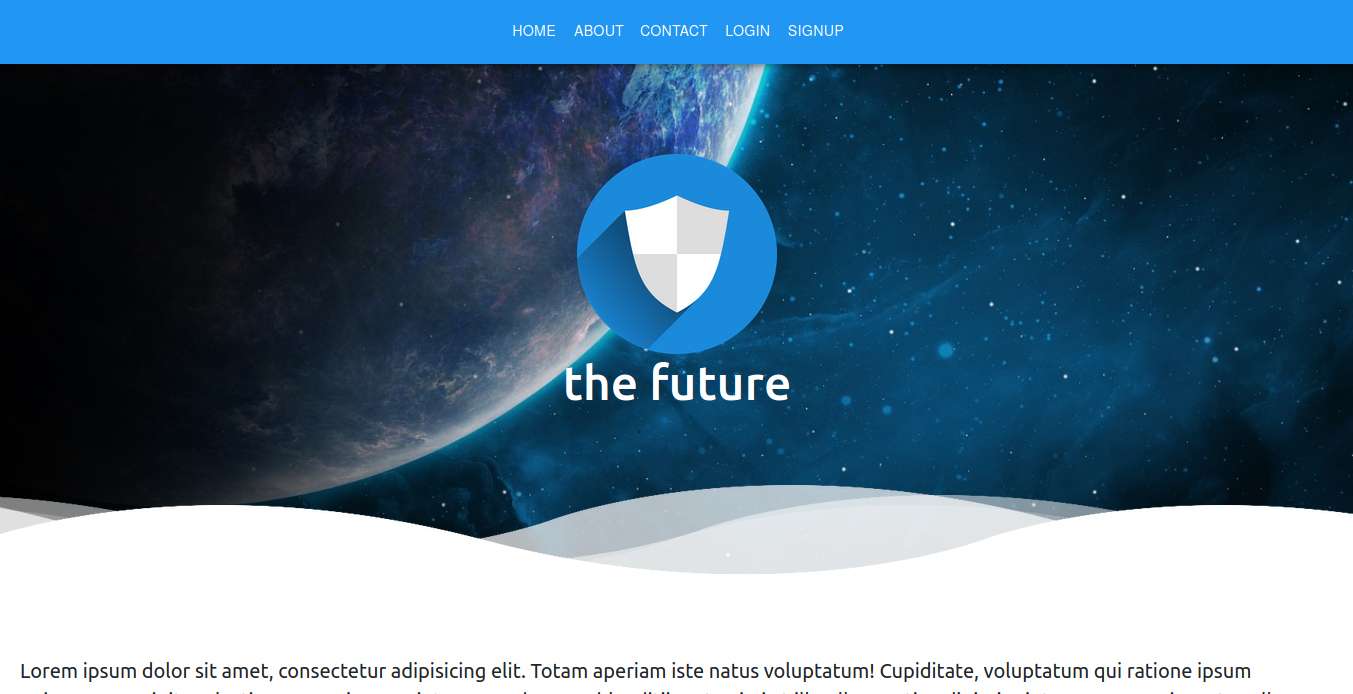 HOME ABOUT CONTACT LOGIN SIGNUP
the future
Lorem ipsum dolor sit amet, consectetur adipisicing elit. Totam aperiam iste natus voluptatum! Cupiditate, voluptatum qui ratione ipsum